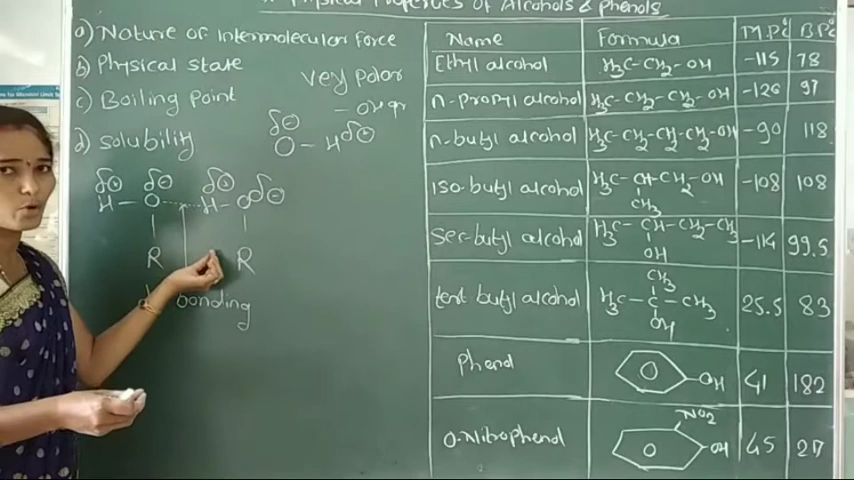 Physical Properties of Alcohols & Phenols
a) Nature of Intermolecular Force
b) Physical state
c) Boiling Point
d) solubility
vey polar
- OH gr
δ⊖
O - H δ⊕
δ⊕ δ⊖ δ⊕ δ⊖
H - O ...... H - O
R R
bonding
Name Formula M.P°C B.P°C
Ethyl alcohol H3C-CH2-OH -115 78
n-propyl alcohol H3C-CH2-CH2-OH -126 97
n-butyl alcohol H3C-CH2-CH2-CH2-OH -90 118
iso-butyl alcohol H3C-CH-CH2-OH -108 108
CH3
Sec-butyl alcohol H3C-CH-CH2-CH3 -114 99.5
OH
CH3
tert butyl alcohol H3C-C-CH3 25.5 83
OH
Phenol O -OH 41 182
NO2
O-Nitrophenol O -OH 45 217